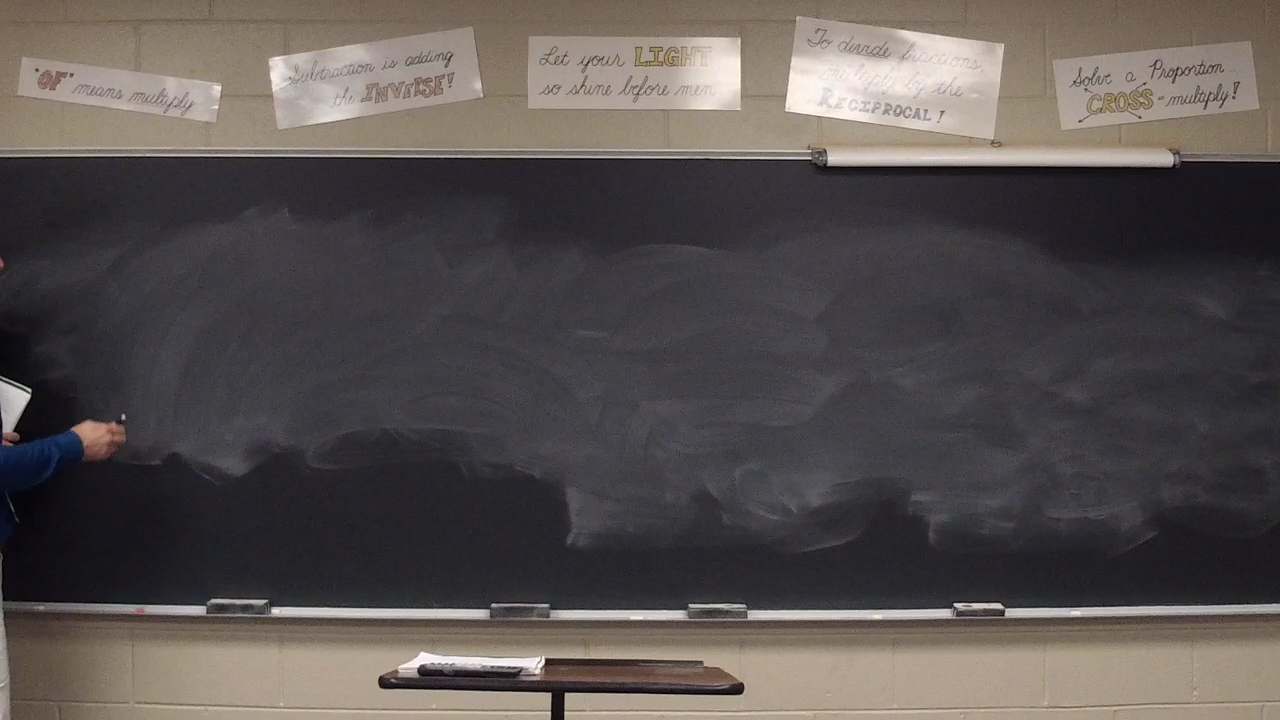 "OF" means multiply
Subtraction is adding
the INVERSE!
Let your LIGHT
so shine before men
To divide fractions,
multiply by the
RECIPROCAL!
Solve a Proportion
CROSS-multiply!